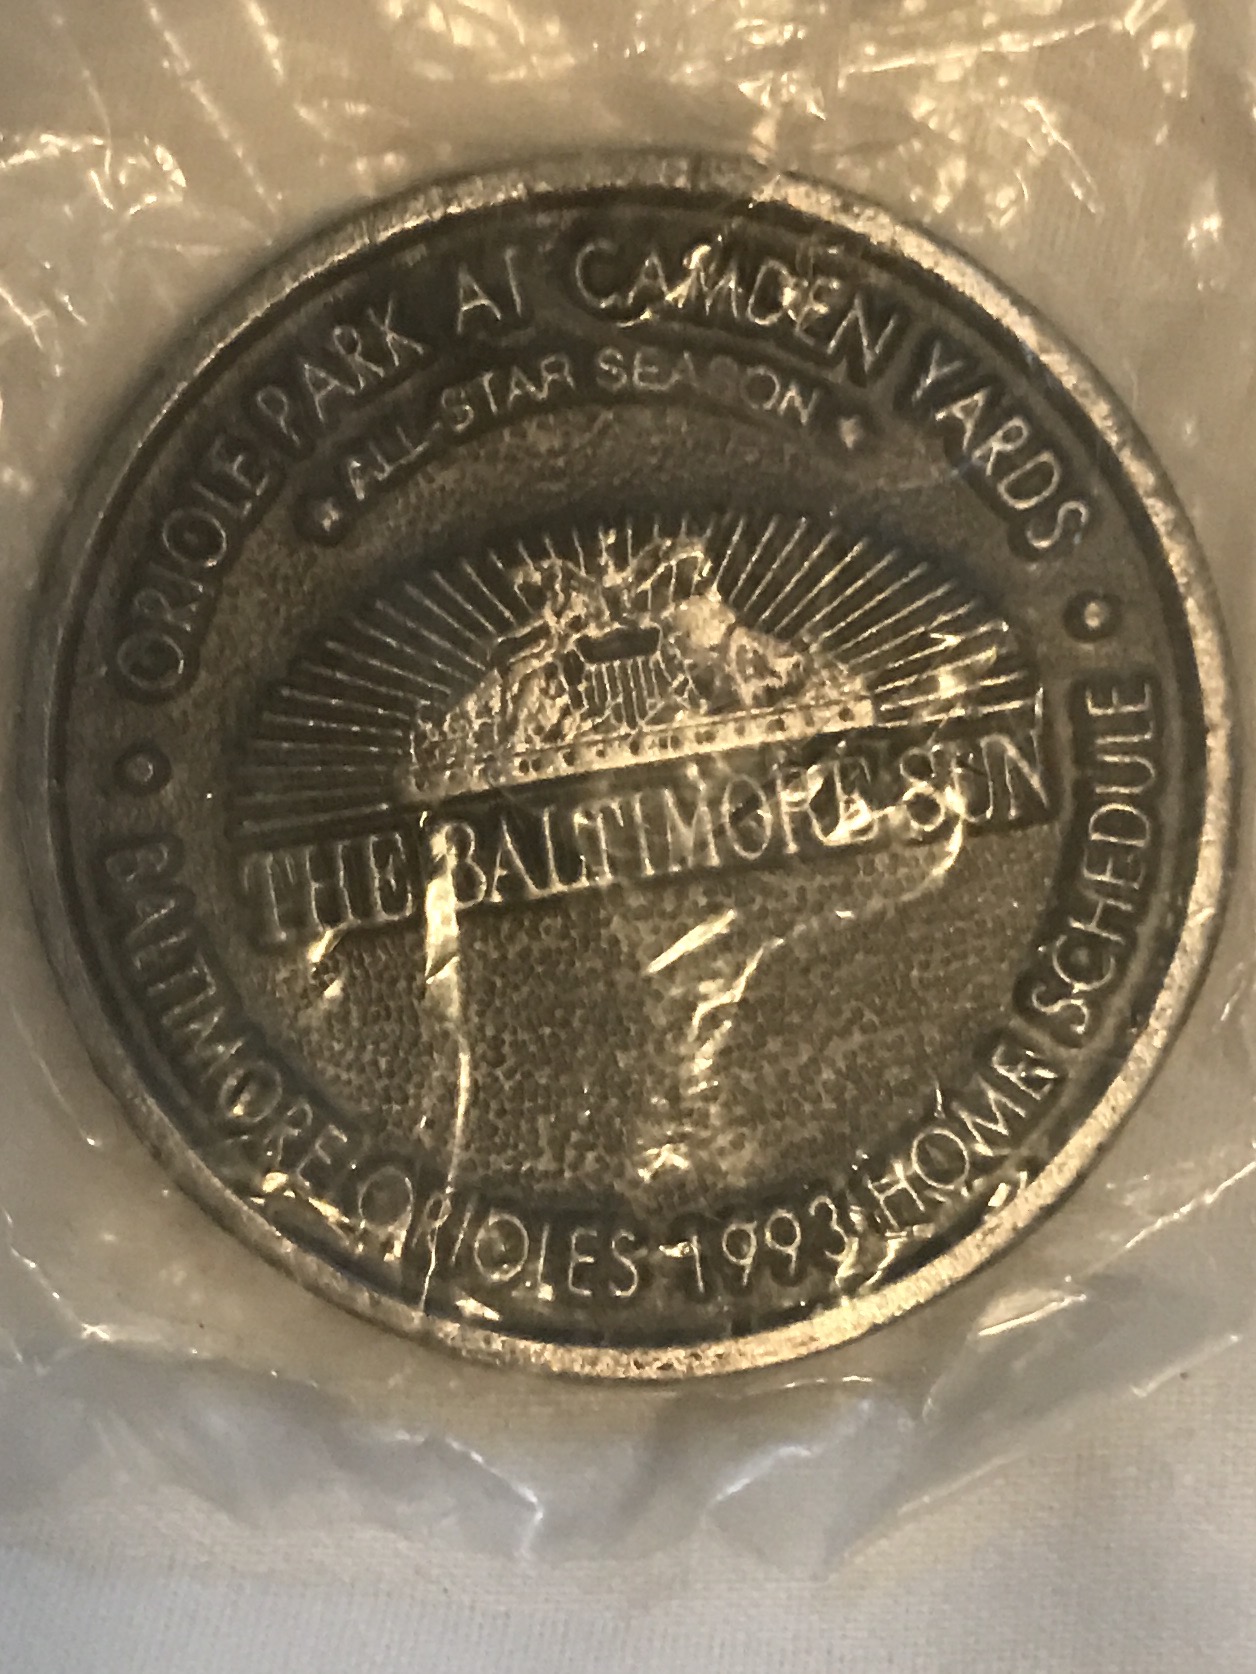 ORIOLE PARK AT CAMDEN YARDS
ALL-STAR SEASON
THE BALTIMORE SUN
BALTIMORE ORIOLES 1993 HOME SCHEDULE